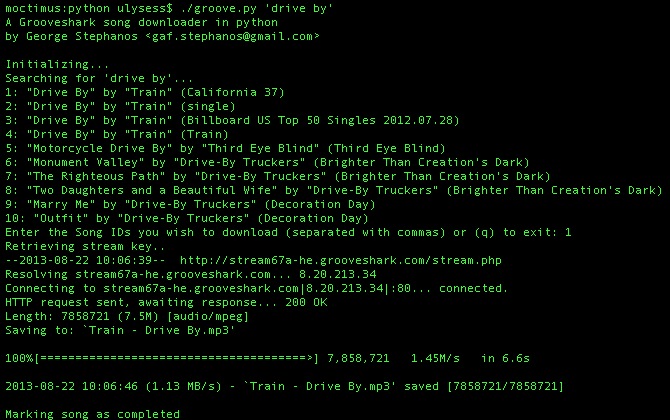 moctimus:python ulysess$ ./groove.py 'drive by'
A Grooveshark song downloader in python
by George Stephanos <gaf.stephanos@gmail.com>
Initializing...
Searching for 'drive by'...
1: "Drive By" by "Train" (California 37)
2: "Drive By" by "Train" (single)
3: "Drive By" by "Train" (Billboard US Top 50 Singles 2012.07.28)
4: "Drive By" by "Train" (Train)
5: "Motorcycle Drive By" by "Third Eye Blind" (Third Eye Blind)
6: "Monument Valley" by "Drive-By Truckers" (Brighter Than Creation's Dark)
7: "The Righteous Path" by "Drive-By Truckers" (Brighter Than Creation's Dark)
8: "Two Daughters and a Beautiful Wife" by "Drive-By Truckers" (Brighter Than Creation's Dark)
9: "Marry Me" by "Drive-By Truckers" (Decoration Day)
10: "Outfit" by "Drive-By Truckers" (Decoration Day)
Enter the Song IDs you wish to download (separated with commas) or (q) to exit: 1
Retrieving stream key..
--2013-08-22 10:06:39--  http://stream67a-he.grooveshark.com/stream.php
Resolving stream67a-he.grooveshark.com... 8.20.213.34
Connecting to stream67a-he.grooveshark.com|8.20.213.34|:80... connected.
HTTP request sent, awaiting response... 200 OK
Length: 7858721 (7.5M) [audio/mpeg]
Saving to: `Train - Drive By.mp3'
100%[======================================>] 7,858,721   1.45M/s   in 6.6s
2013-08-22 10:06:46 (1.13 MB/s) - `Train - Drive By.mp3' saved [7858721/7858721]
Marking song as completed